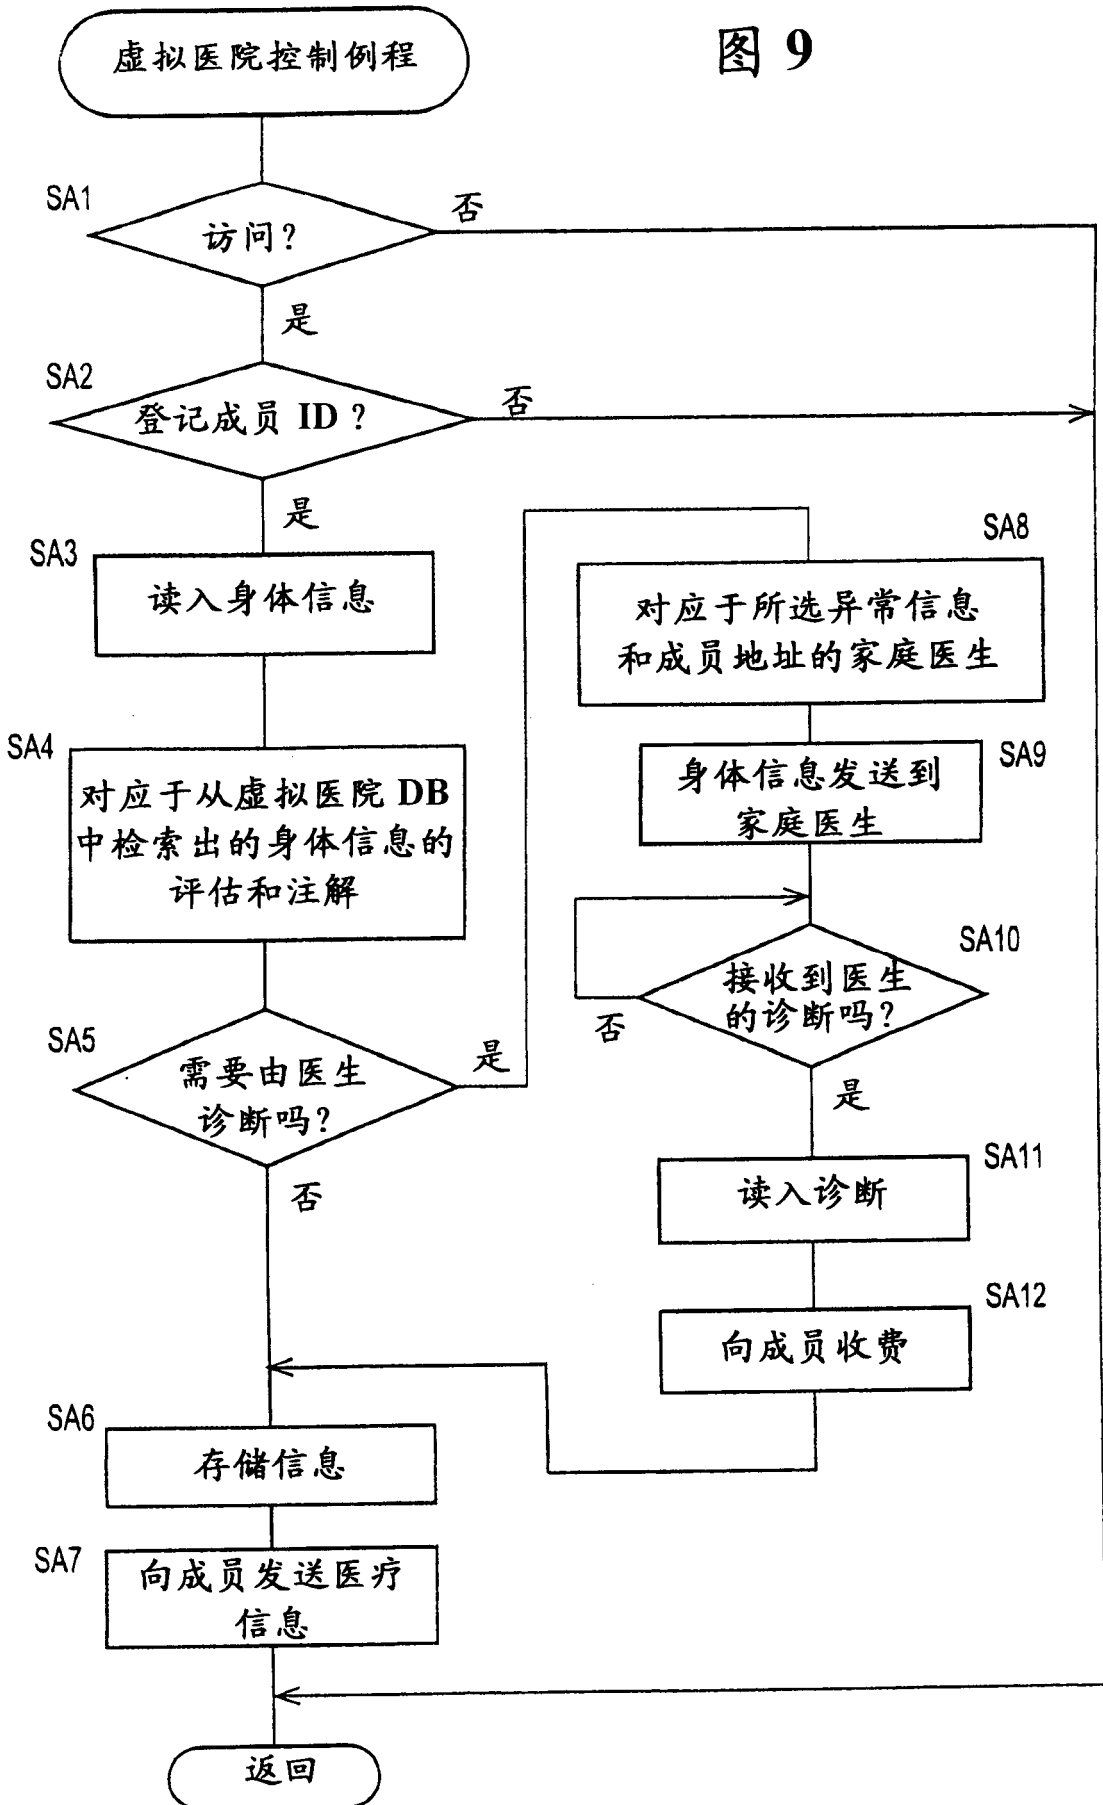 图 9
虚拟医院控制例程
SA1
访问?
否
是
SA2
登记成员 ID ?
否
是
SA3
读入身体信息
SA4
对应于从虚拟医院 DB
中检索出的身体信息的
评估和注解
SA5
需要由医生
诊断吗?
是
否
SA6
存储信息
SA7
向成员发送医疗
信息
返回
SA8
对应于所选异常信息
和成员地址的家庭医生
SA9
身体信息发送到
家庭医生
SA10
接收到医生
的诊断吗?
否
是
SA11
读入诊断
SA12
向成员收费